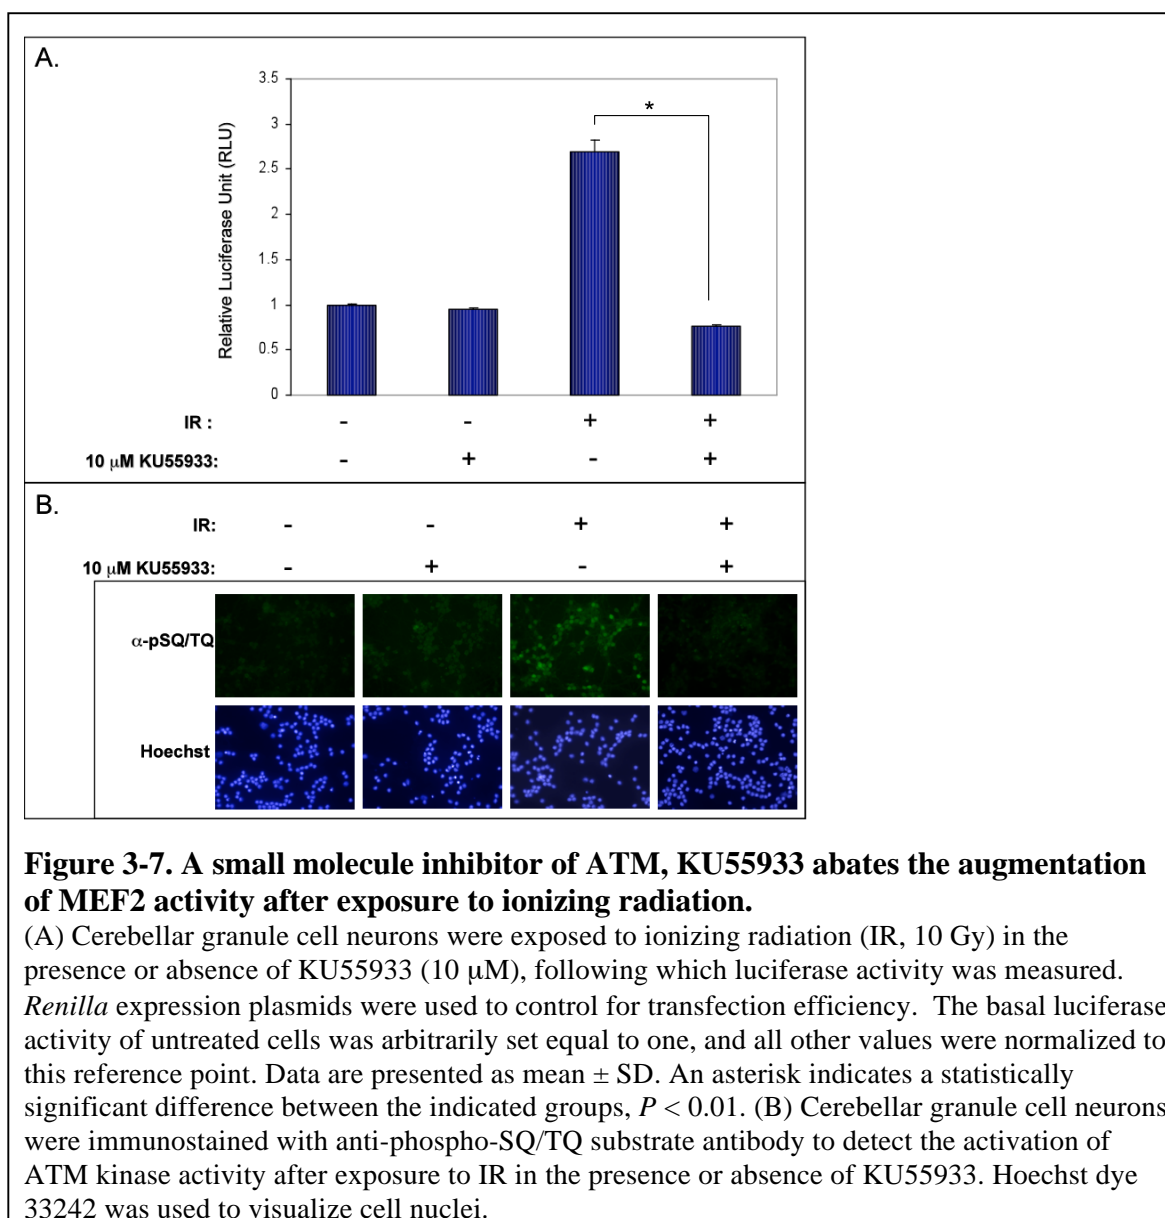 A.
3.5
3
2.5
2
1.5
1
0.5
0
Relative Luciferase Unit (RLU)
*
IR : - - + +
10 μM KU55933: - + - +
B.
IR: - - + +
10 μM KU55933: - + - +
α-pSQ/TQ
Hoechst
Figure 3-7. A small molecule inhibitor of ATM, KU55933 abates the augmentation
of MEF2 activity after exposure to ionizing radiation.
(A) Cerebellar granule cell neurons were exposed to ionizing radiation (IR, 10 Gy) in the
presence or absence of KU55933 (10 μM), following which luciferase activity was measured.
Renilla expression plasmids were used to control for transfection efficiency.  The basal luciferase
activity of untreated cells was arbitrarily set equal to one, and all other values were normalized to
this reference point. Data are presented as mean ± SD. An asterisk indicates a statistically
significant difference between the indicated groups, P < 0.01. (B) Cerebellar granule cell neurons
were immunostained with anti-phospho-SQ/TQ substrate antibody to detect the activation of
ATM kinase activity after exposure to IR in the presence or absence of KU55933. Hoechst dye
33242 was used to visualize cell nuclei.